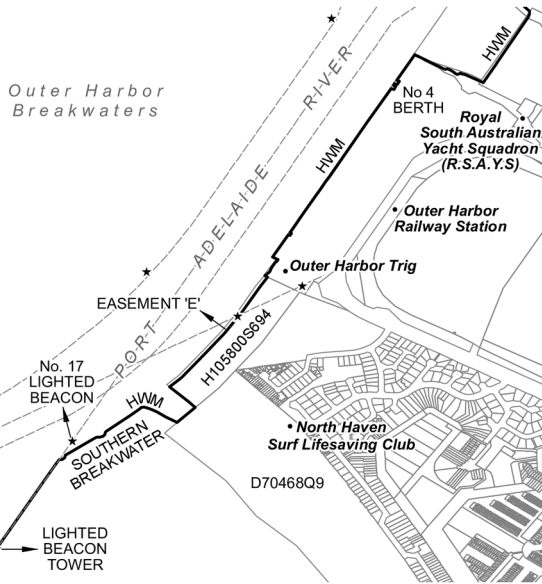 HWM
Outer Harbor
Breakwaters
No 4
BERTH
Royal
South Australian
Yacht Squadron
(R.S.A.Y.S)
HWM
PORT ADELAIDE RIVER
Outer Harbor
Railway Station
Outer Harbor Trig
EASEMENT 'E'
H105800S694
No. 17
LIGHTED
BEACON
HWM
SOUTHERN
BREAKWATER
North Haven
Surf Lifesaving Club
D70468Q9
LIGHTED
BEACON
TOWER